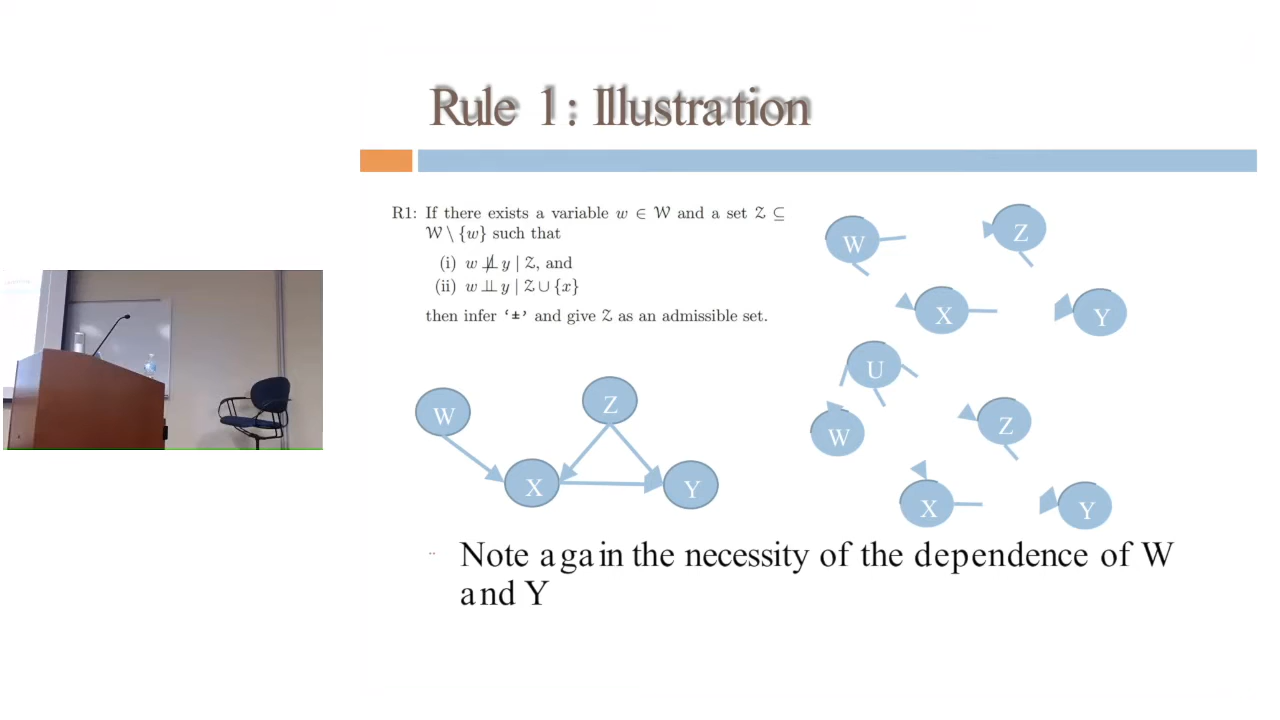 Rule 1: Illustration
R1: If there exists a variable w ∈ 𝒲 and a set 𝒵 ⊆
𝒲 \ {w} such that
(i) w ⫫̸ y | 𝒵, and
(ii) w ⫫ y | 𝒵 ∪ {x}
then infer ‘±’ and give 𝒵 as an admissible set.
W
Z
X
Y
W
Z
X
Y
U
W
Z
X
Y
Note again the necessity of the dependence of W
and Y